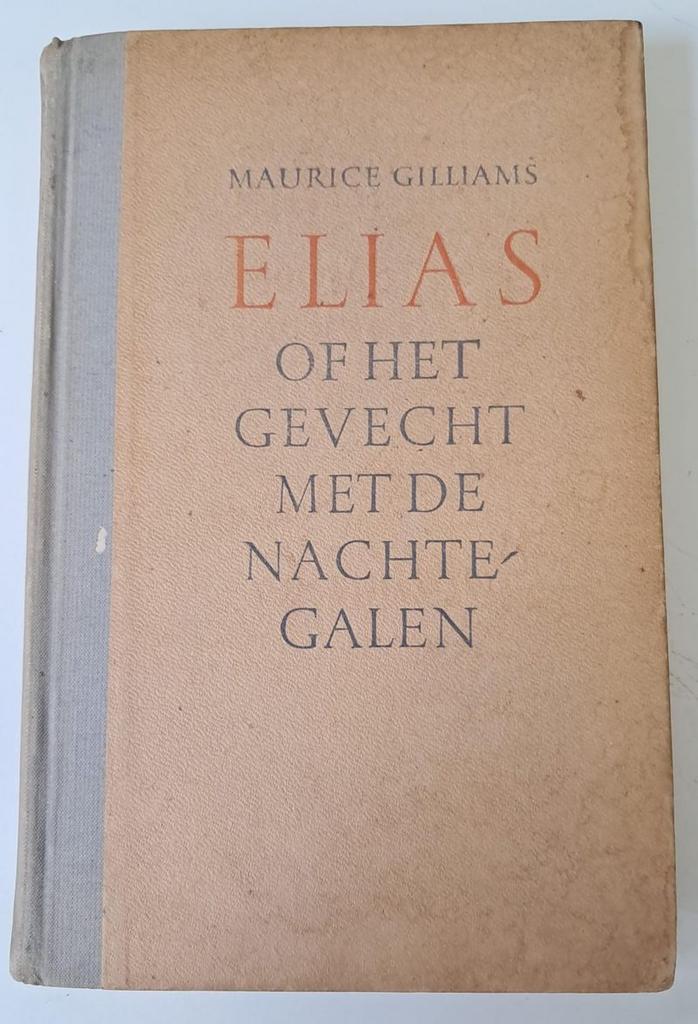 MAURICE GILLIAMS
ELIAS
OF HET
GEVECHT
MET DE
NACHTE-
GALEN